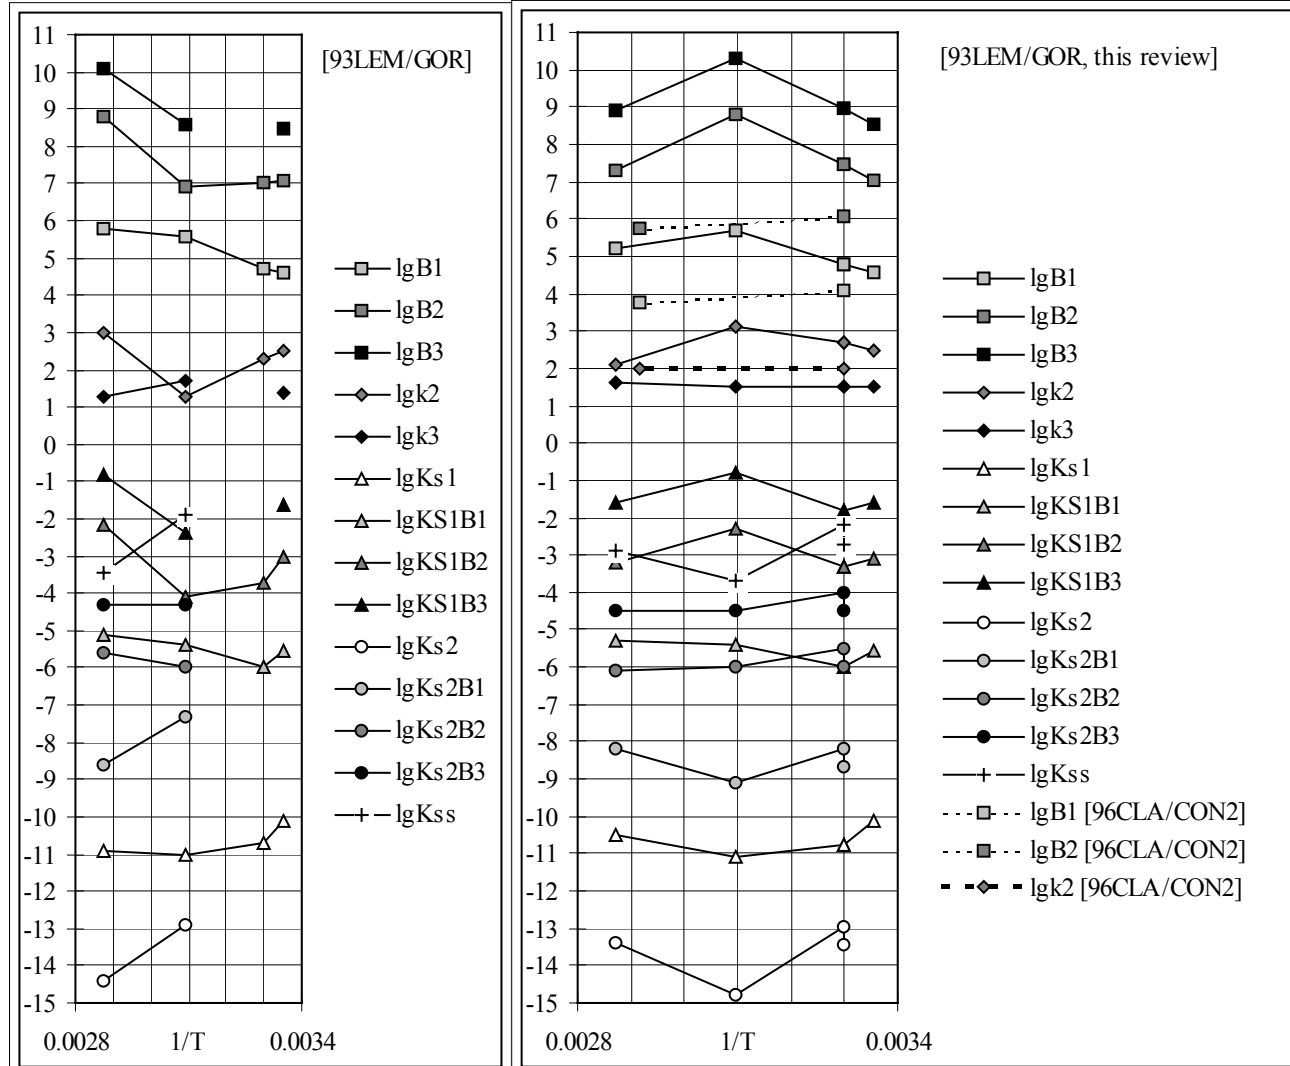 [93LEM/GOR]
11
10
9
8
7
6
5
4
3
2
1
0
-1
-2
-3
-4
-5
-6
-7
-8
-9
-10
-11
-12
-13
-14
-15
0.0028 1/T 0.0034
lgB1
lgB2
lgB3
lgk2
lgk3
lgKs1
lgKS1B1
lgKS1B2
lgKS1B3
lgKs2
lgKs2B1
lgKs2B2
lgKs2B3
lgKss
[93LEM/GOR, this review]
11
10
9
8
7
6
5
4
3
2
1
0
-1
-2
-3
-4
-5
-6
-7
-8
-9
-10
-11
-12
-13
-14
-15
0.0028 1/T 0.0034
lgB1
lgB2
lgB3
lgk2
lgk3
lgKs1
lgKS1B1
lgKS1B2
lgKS1B3
lgKs2
lgKs2B1
lgKs2B2
lgKs2B3
lgKss
lgB1 [96CLA/CON2]
lgB2 [96CLA/CON2]
lgk2 [96CLA/CON2]